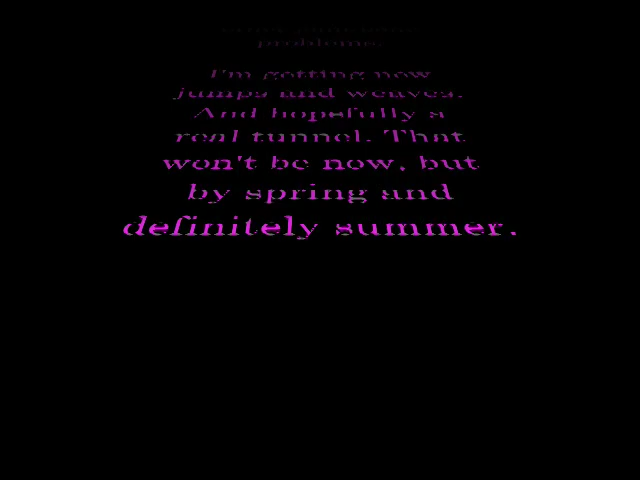 problems.
I'm getting new
jumps and weaves.
And hopefully a
real tunnel. That
won't be now, but
by spring and
definitely summer.